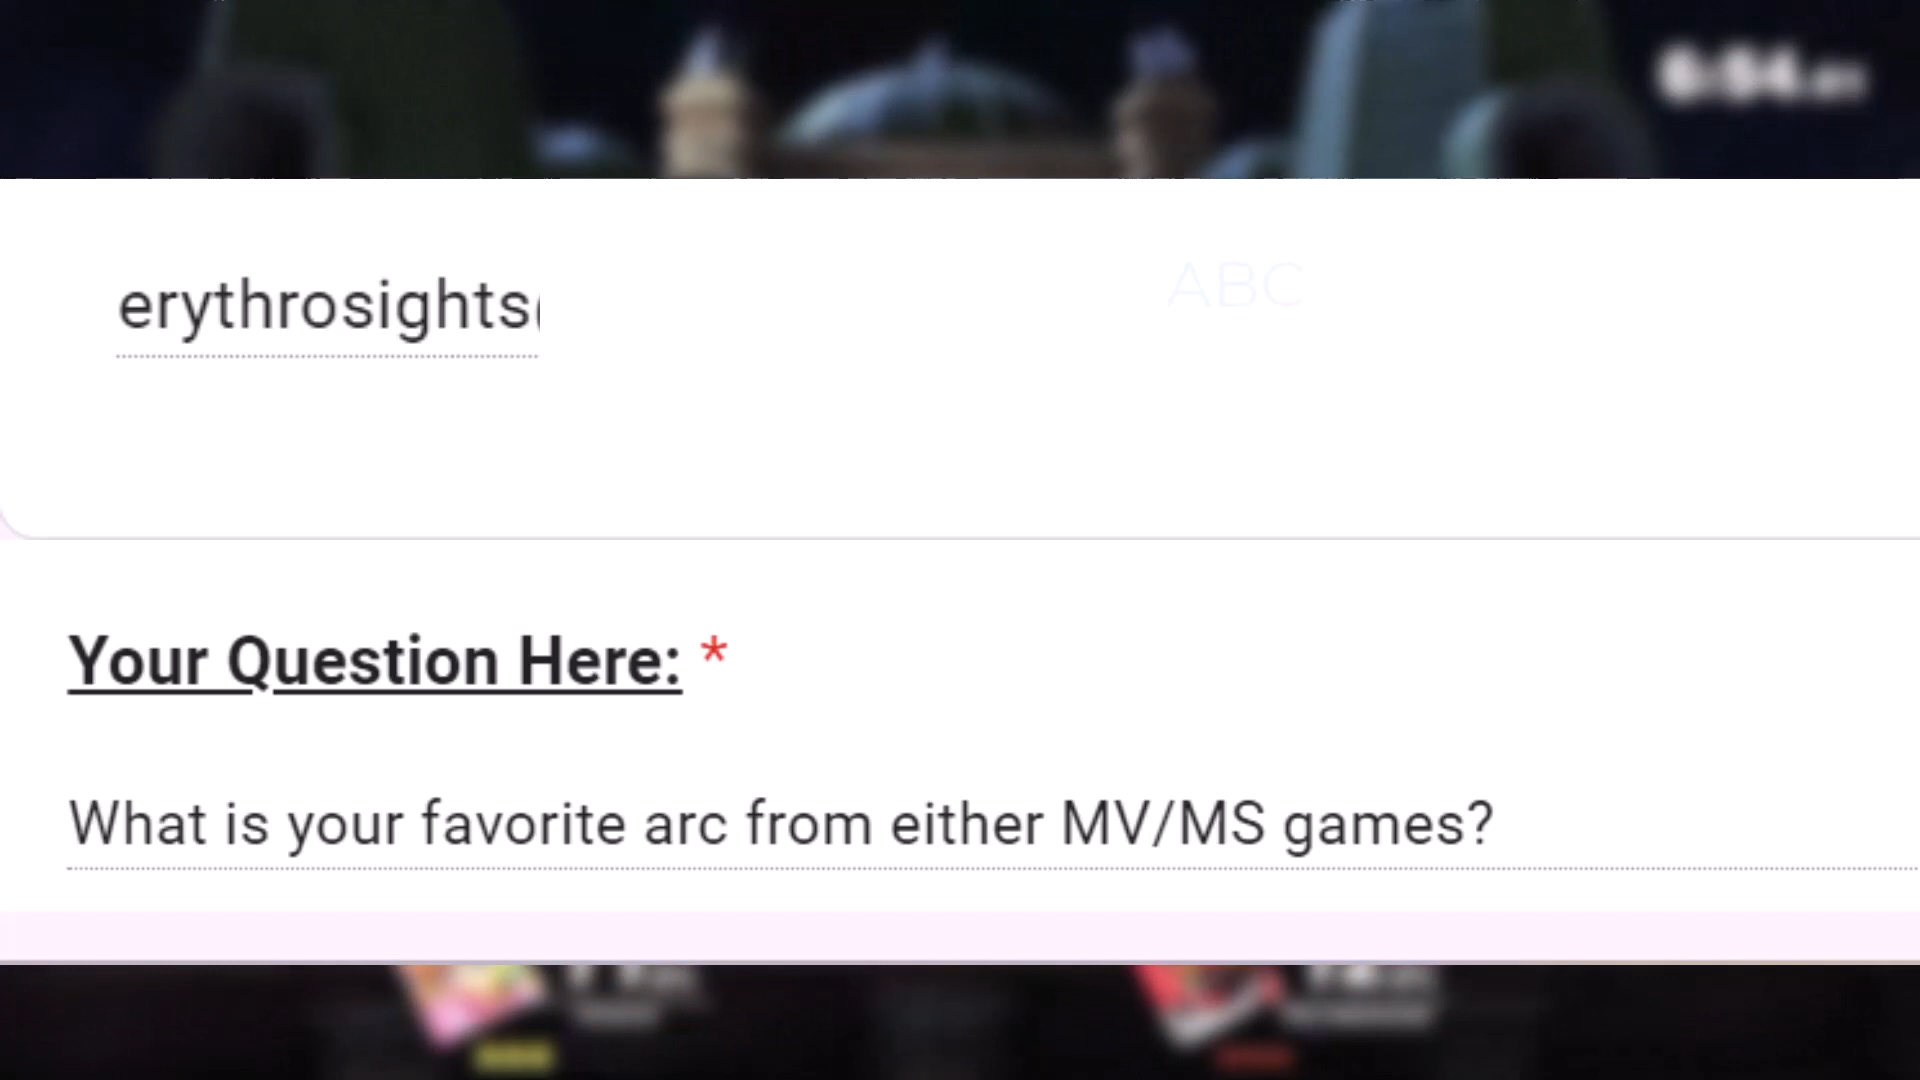 erythrosights
ABC
Your Question Here: *
What is your favorite arc from either MV/MS games?